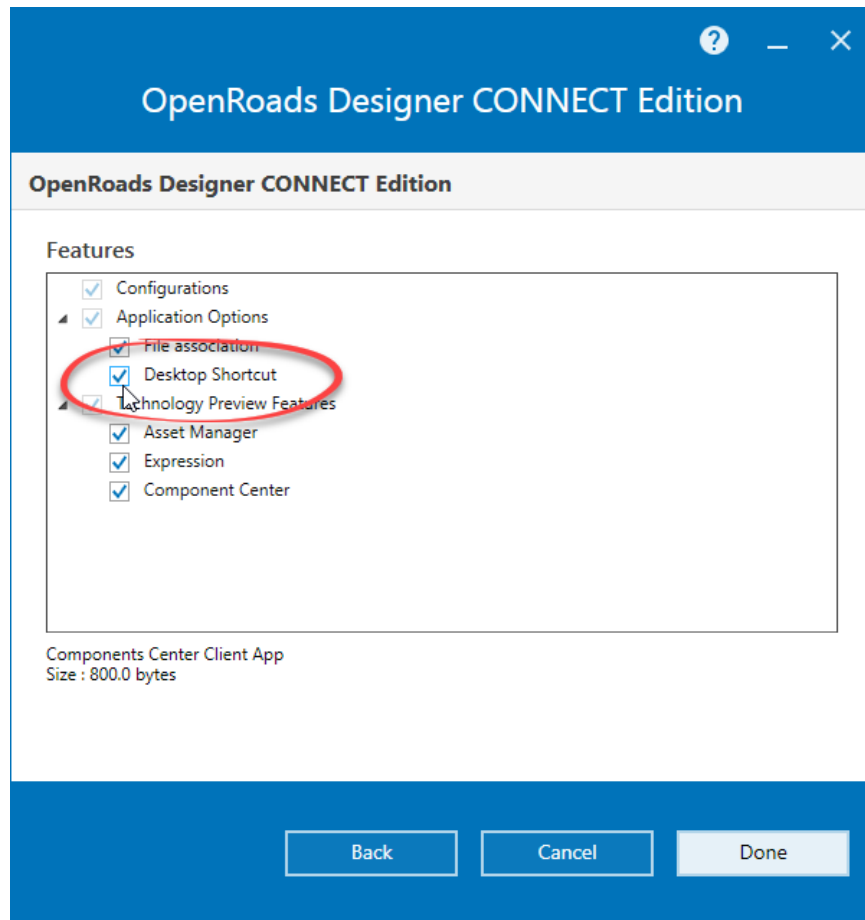 OpenRoads Designer CONNECT Edition
OpenRoads Designer CONNECT Edition
Features
Configurations
Application Options
File association
Desktop Shortcut
Technology Preview Features
Asset Manager
Expression
Component Center
Components Center Client App
Size : 800.0 bytes
Back Cancel Done